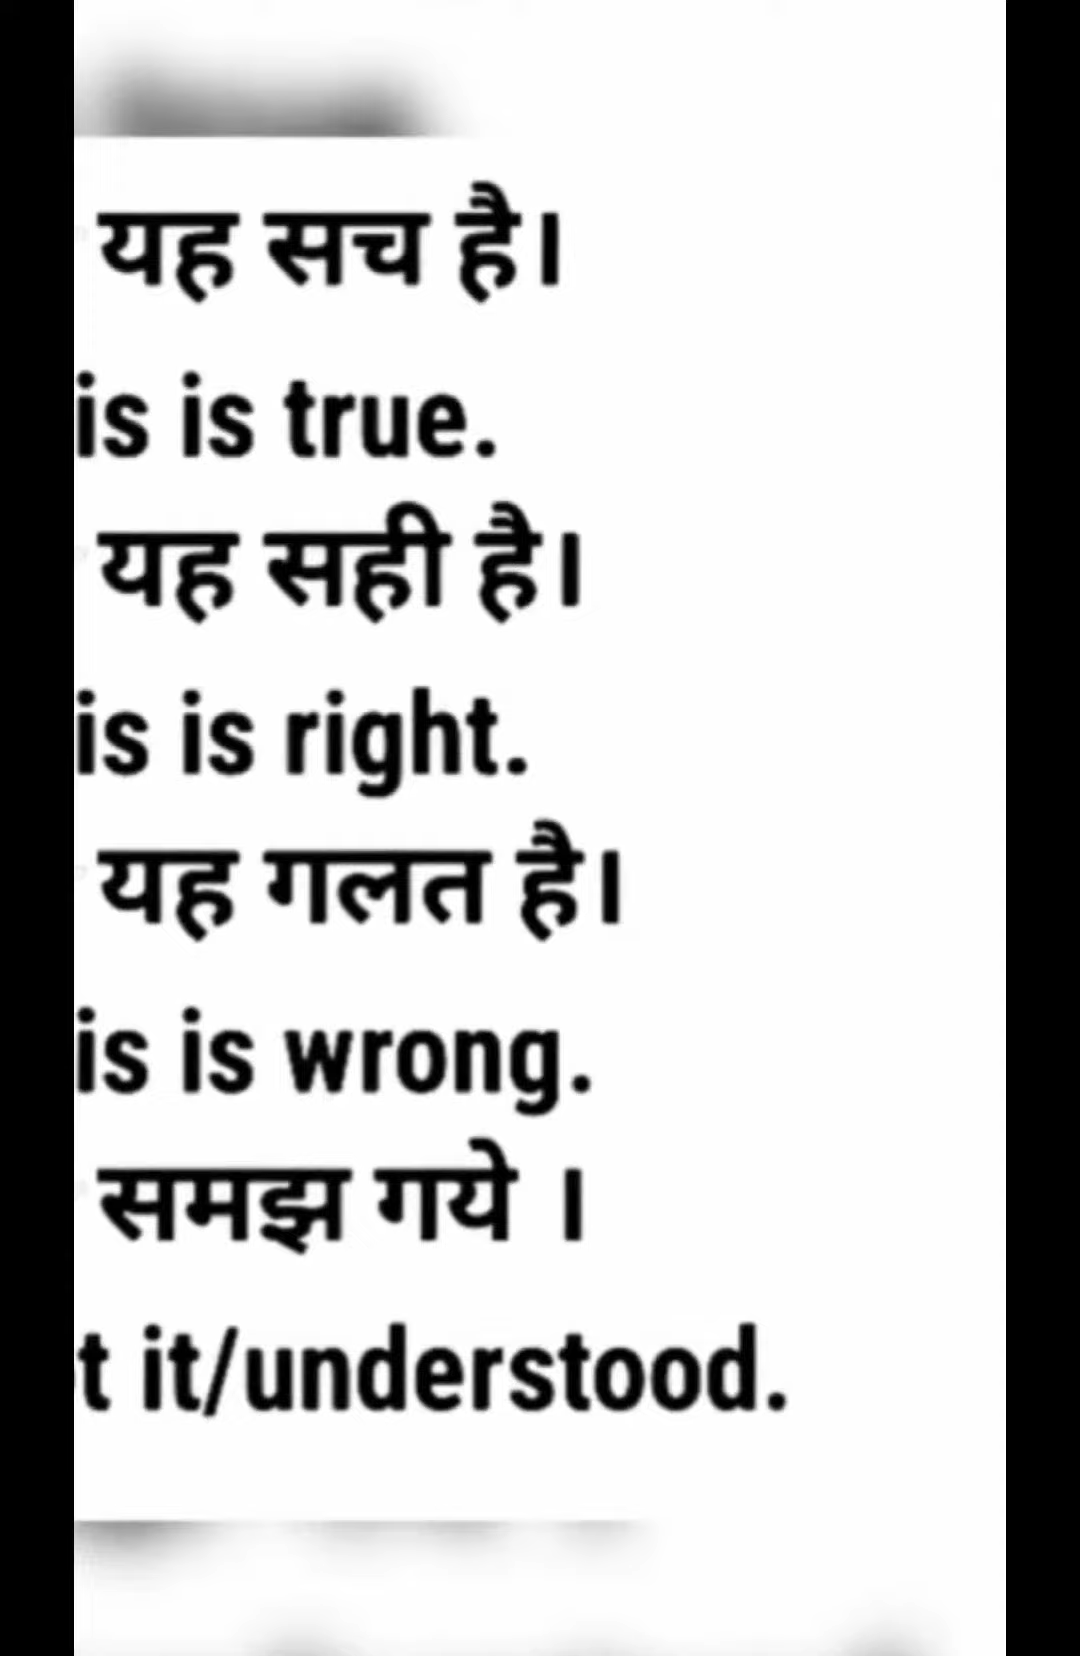 यह सच है।
is is true.
यह सही है।
is is right.
यह गलत है।
is is wrong.
समझ गये ।
t it/understood.